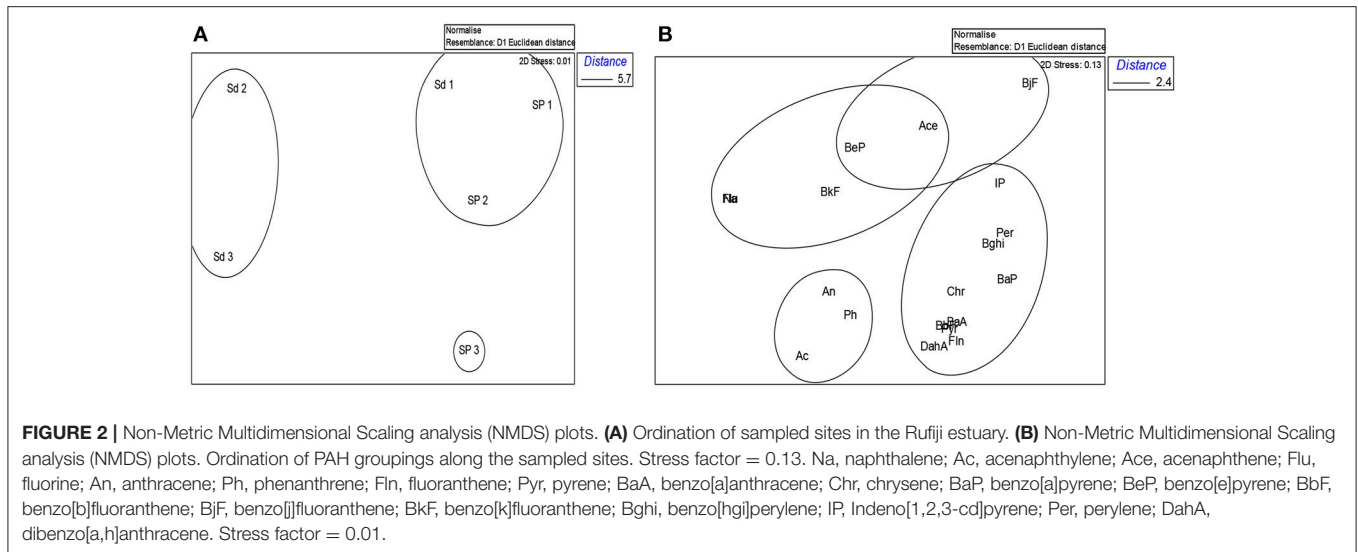 A
Normalise
Resemblance: D1 Euclidean distance
2D Stress: 0.01
Distance
5.7
Sd 2
Sd 1
SP 1
SP 2
Sd 3
SP 3
B
Normalise
Resemblance: D1 Euclidean distance
2D Stress: 0.13
Distance
2.4
BjF
Ace
BeP
IP
BkF
Per
Bghi
BaP
An
Chr
Ph
BaA
Pyr
Fln
DahA
Ac
FIGURE 2 | Non-Metric Multidimensional Scaling analysis (NMDS) plots. (A) Ordination of sampled sites in the Rufiji estuary. (B) Non-Metric Multidimensional Scaling
analysis (NMDS) plots. Ordination of PAH groupings along the sampled sites. Stress factor = 0.13. Na, naphthalene; Ac, acenaphthylene; Ace, acenaphthene; Flu,
fluorine; An, anthracene; Ph, phenanthrene; Fln, fluoranthene; Pyr, pyrene; BaA, benzo[a]anthracene; Chr, chrysene; BaP, benzo[a]pyrene; BeP, benzo[e]pyrene; BbF,
benzo[b]fluoranthene; BjF, benzo[j]fluoranthene; BkF, benzo[k]fluoranthene; Bghi, benzo[hgi]perylene; IP, Indeno[1,2,3-cd]pyrene; Per, perylene; DahA,
dibenzo[a,h]anthracene. Stress factor = 0.01.